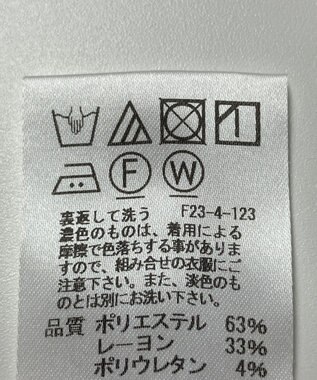 F W
裏返して洗う F23-4-123
濃色のものは、着用による
摩擦で色落ちする事がありま
すので、組み合せの衣服にご
注意下さい。また、淡色のも
のとは別にお洗い下さい。
品質 ポリエステル 63%
レーヨン 33%
ポリウレタン 4%